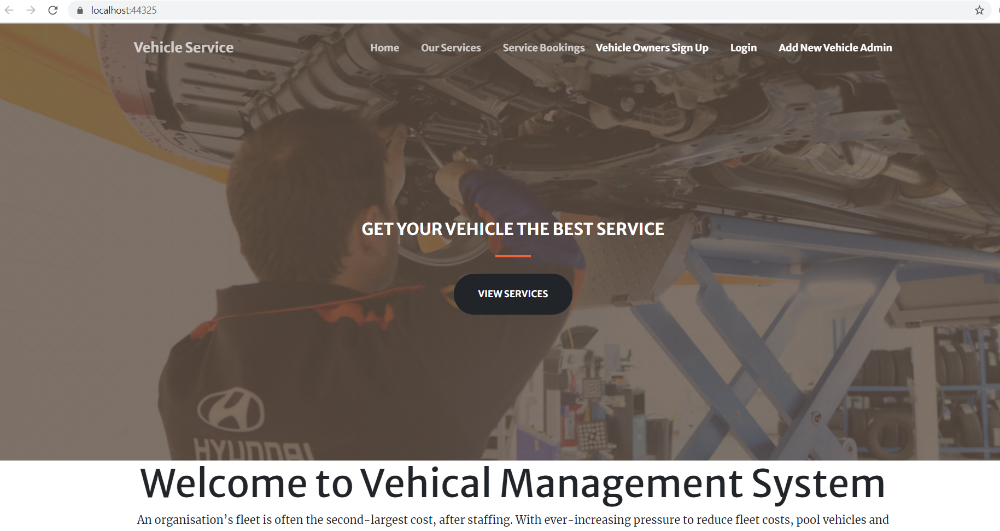 localhost:44325
Vehicle Service Home Our Services Service Bookings Vehicle Owners Sign Up Login Add New Vehicle Admin
GET YOUR VEHICLE THE BEST SERVICE
VIEW SERVICES
HYUNDAI
Welcome to Vehical Management System
An organisation’s fleet is often the second-largest cost, after staffing. With ever-increasing pressure to reduce fleet costs, pool vehicles and